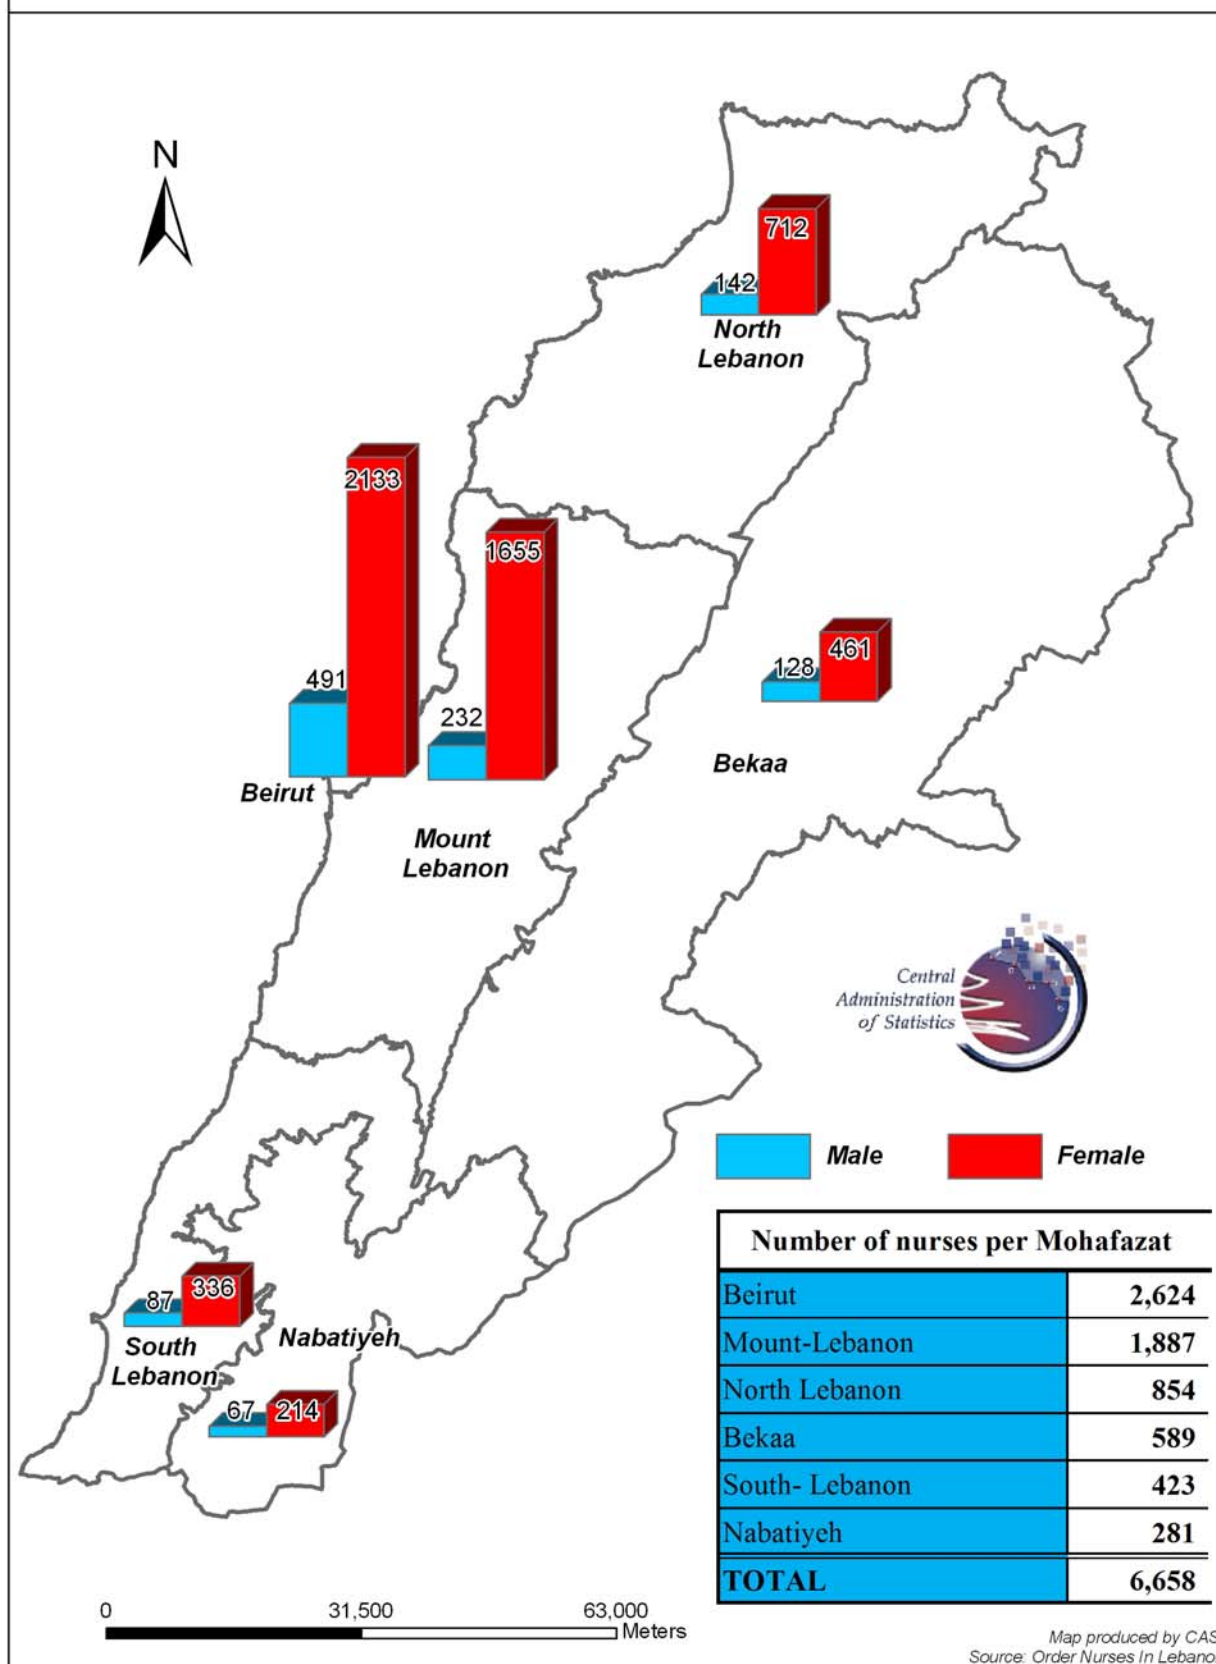 N
712
142
North
Lebanon
2133
1655
491
232
461
128
Beirut
Bekaa
Mount
Lebanon
Central
Administration
of Statistics
Male
Female
336
87
South
Lebanon
Nabatiyeh
67
214
Number of nurses per Mohafazat
Beirut 2,624
Mount-Lebanon 1,887
North Lebanon 854
Bekaa 589
South- Lebanon 423
Nabatiyeh 281
TOTAL 6,658
0 31,500 63,000
Meters
Map produced by CAS
Source: Order Nurses In Lebanon